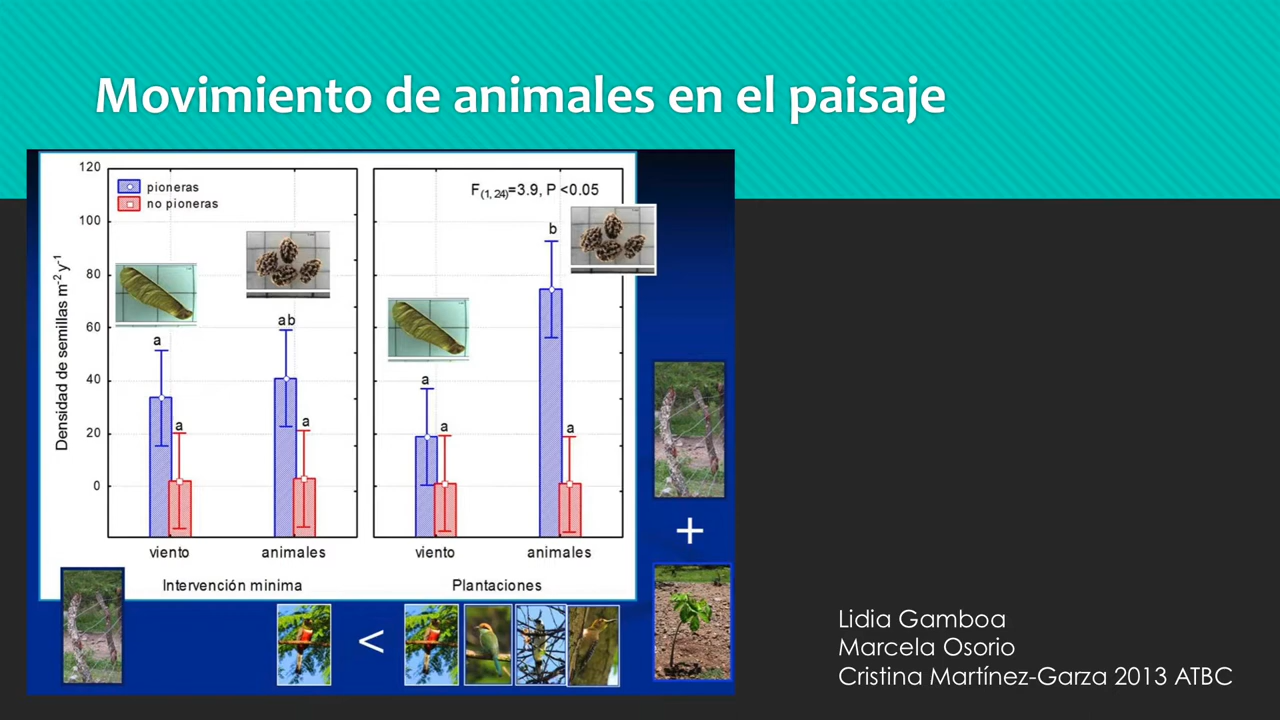 Movimiento de animales en el paisaje
120
100
80
60
40
20
0
Densidad de semillas m-2 y-1
pioneras
no pioneras
a
a
ab
a
F(1, 24)=3.9, P <0.05
a
a
b
a
viento
animales
viento
animales
Intervención minima
Plantaciones
+
<
Lidia Gamboa
Marcela Osorio
Cristina Martínez-Garza 2013 ATBC